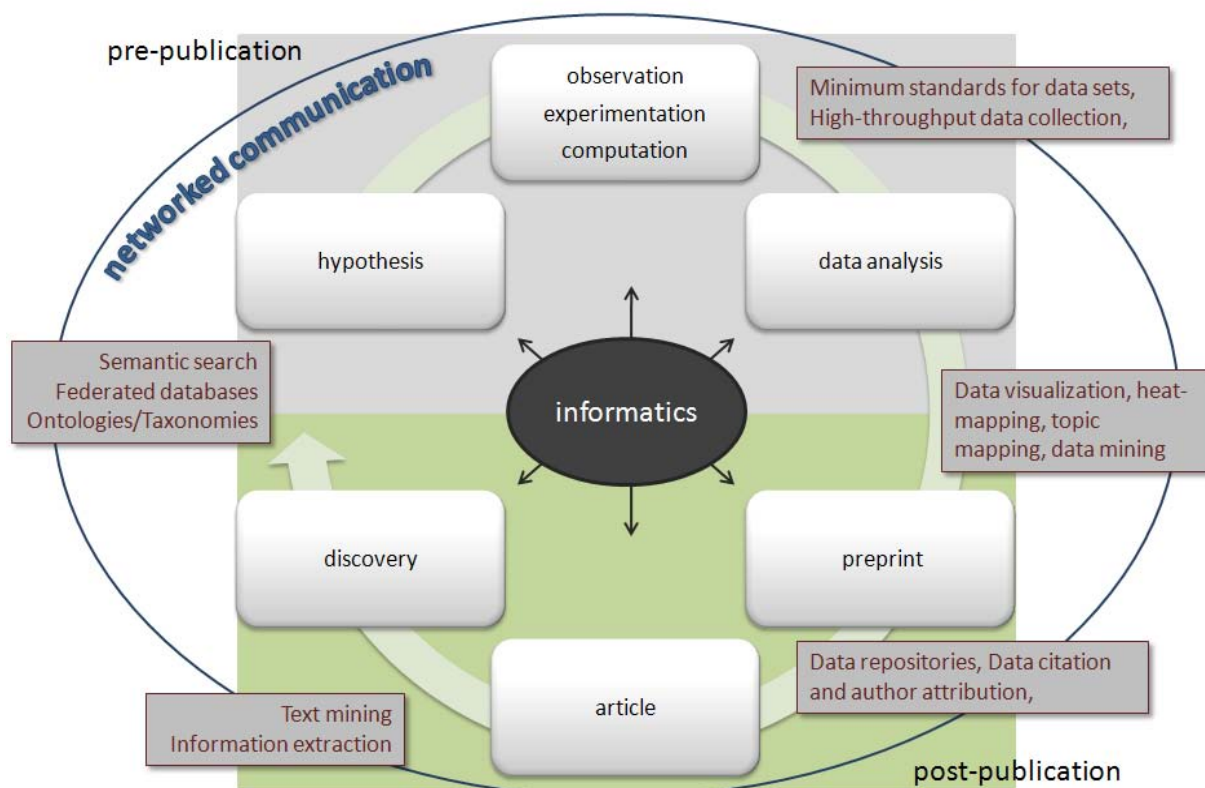 pre-publication
networked communication
observation
experimentation
computation
Minimum standards for data sets,
High-throughput data collection,
hypothesis
data analysis
Semantic search
Federated databases
Ontologies/Taxonomies
informatics
Data visualization, heat-
mapping, topic
mapping, data mining
discovery
preprint
article
Data repositories, Data citation
and author attribution,
Text mining
Information extraction
post-publication